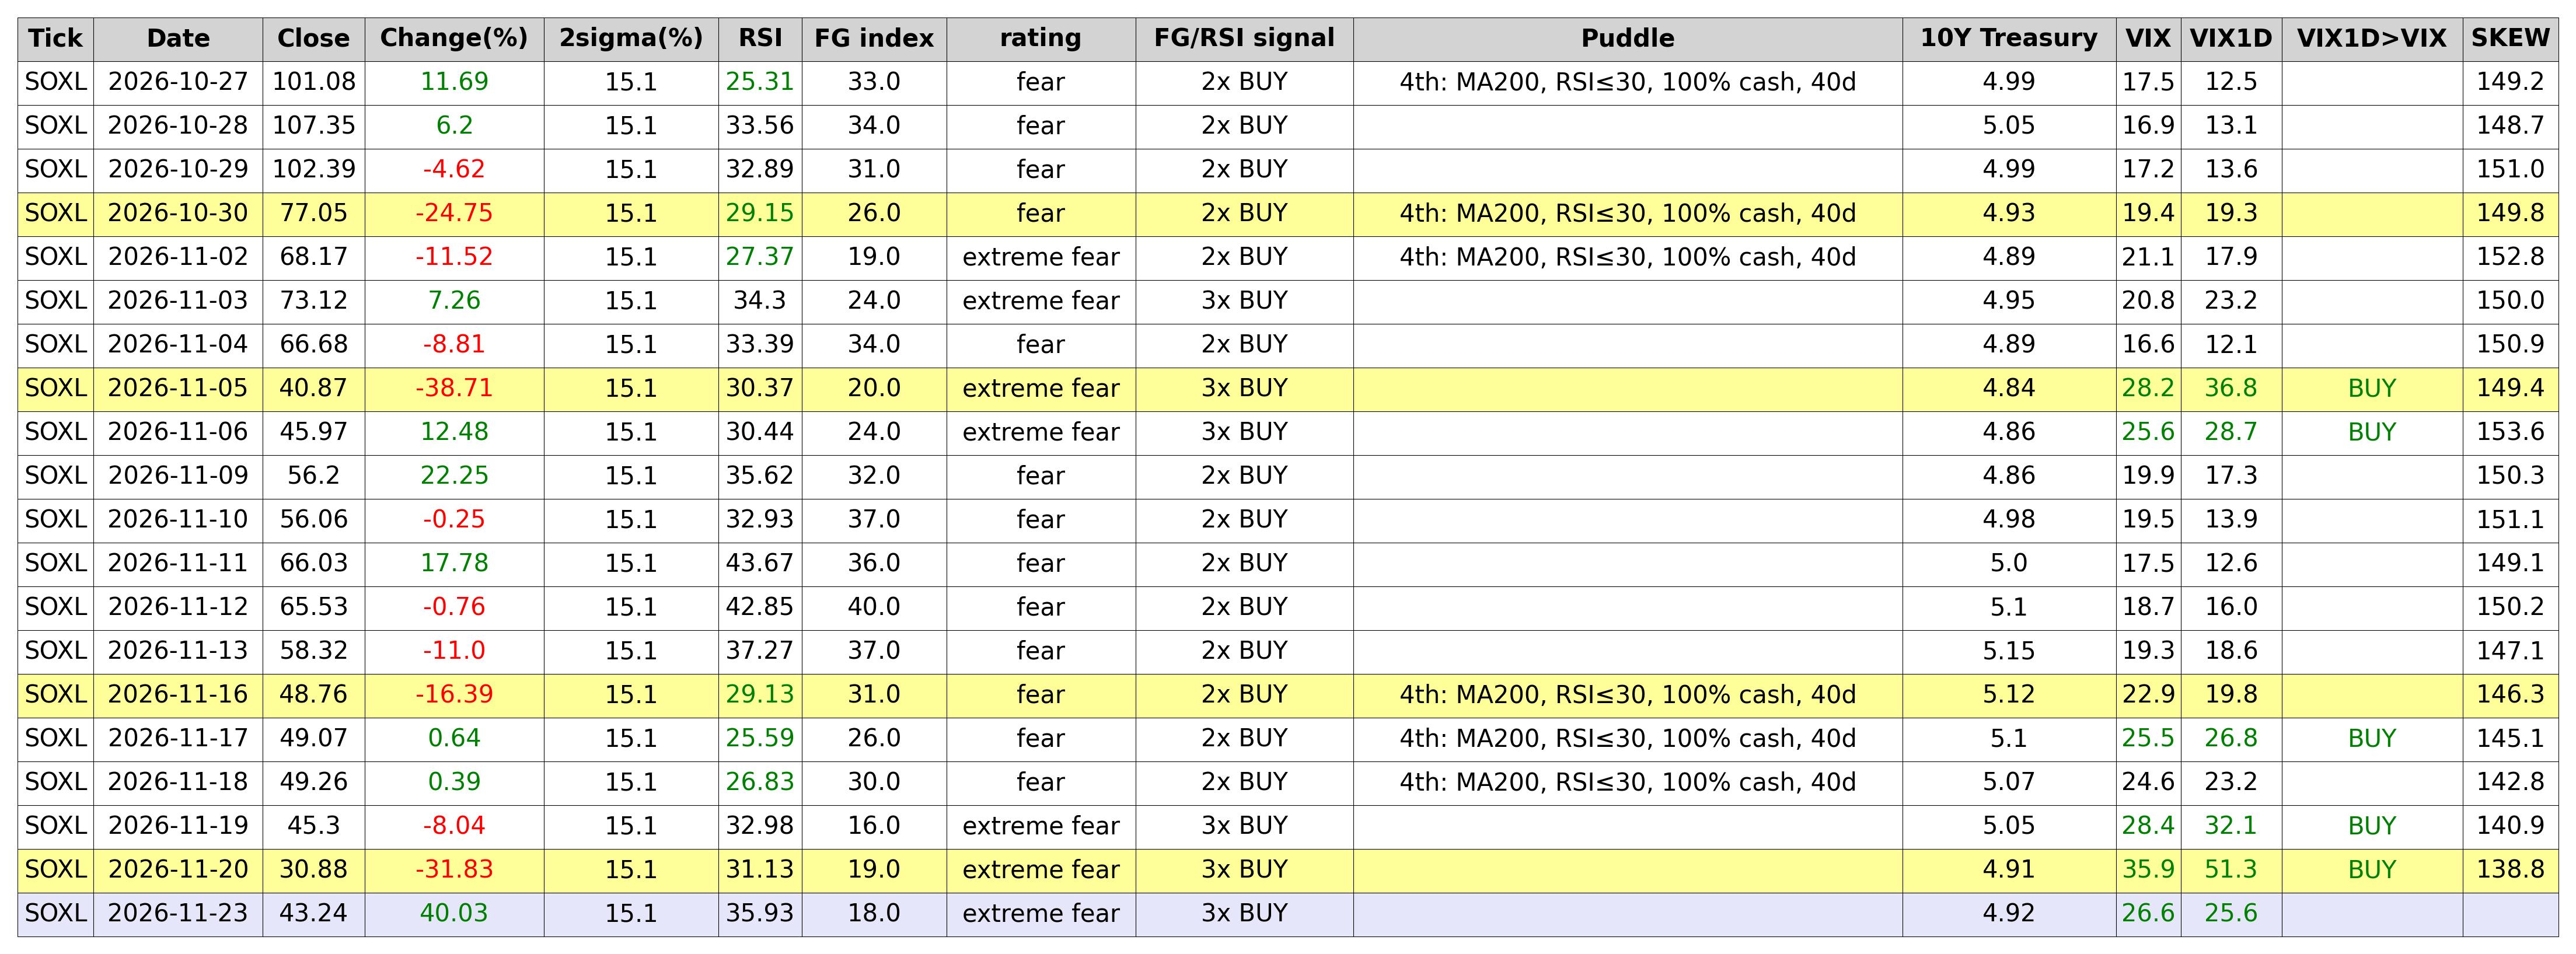 Tick Date Close Change(%) 2sigma(%) RSI FG index rating FG/RSI signal Puddle 10Y Treasury VIX VIX1D VIX1D>VIX SKEW
SOXL 2026-10-27 101.08 11.69 15.1 25.31 33.0 fear 2x BUY 4th: MA200, RSI≤30, 100% cash, 40d 4.99 17.5 12.5 149.2
SOXL 2026-10-28 107.35 6.2 15.1 33.56 34.0 fear 2x BUY 5.05 16.9 13.1 148.7
SOXL 2026-10-29 102.39 -4.62 15.1 32.89 31.0 fear 2x BUY 4.99 17.2 13.6 151.0
SOXL 2026-10-30 77.05 -24.75 15.1 29.15 26.0 fear 2x BUY 4th: MA200, RSI≤30, 100% cash, 40d 4.93 19.4 19.3 149.8
SOXL 2026-11-02 68.17 -11.52 15.1 27.37 19.0 extreme fear 2x BUY 4th: MA200, RSI≤30, 100% cash, 40d 4.89 21.1 17.9 152.8
SOXL 2026-11-03 73.12 7.26 15.1 34.3 24.0 extreme fear 3x BUY 4.95 20.8 23.2 150.0
SOXL 2026-11-04 66.68 -8.81 15.1 33.39 34.0 fear 2x BUY 4.89 16.6 12.1 150.9
SOXL 2026-11-05 40.87 -38.71 15.1 30.37 20.0 extreme fear 3x BUY 4.84 28.2 36.8 BUY 149.4
SOXL 2026-11-06 45.97 12.48 15.1 30.44 24.0 extreme fear 3x BUY 4.86 25.6 28.7 BUY 153.6
SOXL 2026-11-09 56.2 22.25 15.1 35.62 32.0 fear 2x BUY 4.86 19.9 17.3 150.3
SOXL 2026-11-10 56.06 -0.25 15.1 32.93 37.0 fear 2x BUY 4.98 19.5 13.9 151.1
SOXL 2026-11-11 66.03 17.78 15.1 43.67 36.0 fear 2x BUY 5.0 17.5 12.6 149.1
SOXL 2026-11-12 65.53 -0.76 15.1 42.85 40.0 fear 2x BUY 5.1 18.7 16.0 150.2
SOXL 2026-11-13 58.32 -11.0 15.1 37.27 37.0 fear 2x BUY 5.15 19.3 18.6 147.1
SOXL 2026-11-16 48.76 -16.39 15.1 29.13 31.0 fear 2x BUY 4th: MA200, RSI≤30, 100% cash, 40d 5.12 22.9 19.8 146.3
SOXL 2026-11-17 49.07 0.64 15.1 25.59 26.0 fear 2x BUY 4th: MA200, RSI≤30, 100% cash, 40d 5.1 25.5 26.8 BUY 145.1
SOXL 2026-11-18 49.26 0.39 15.1 26.83 30.0 fear 2x BUY 4th: MA200, RSI≤30, 100% cash, 40d 5.07 24.6 23.2 142.8
SOXL 2026-11-19 45.3 -8.04 15.1 32.98 16.0 extreme fear 3x BUY 5.05 28.4 32.1 BUY 140.9
SOXL 2026-11-20 30.88 -31.83 15.1 31.13 19.0 extreme fear 3x BUY 4.91 35.9 51.3 BUY 138.8
SOXL 2026-11-23 43.24 40.03 15.1 35.93 18.0 extreme fear 3x BUY 4.92 26.6 25.6